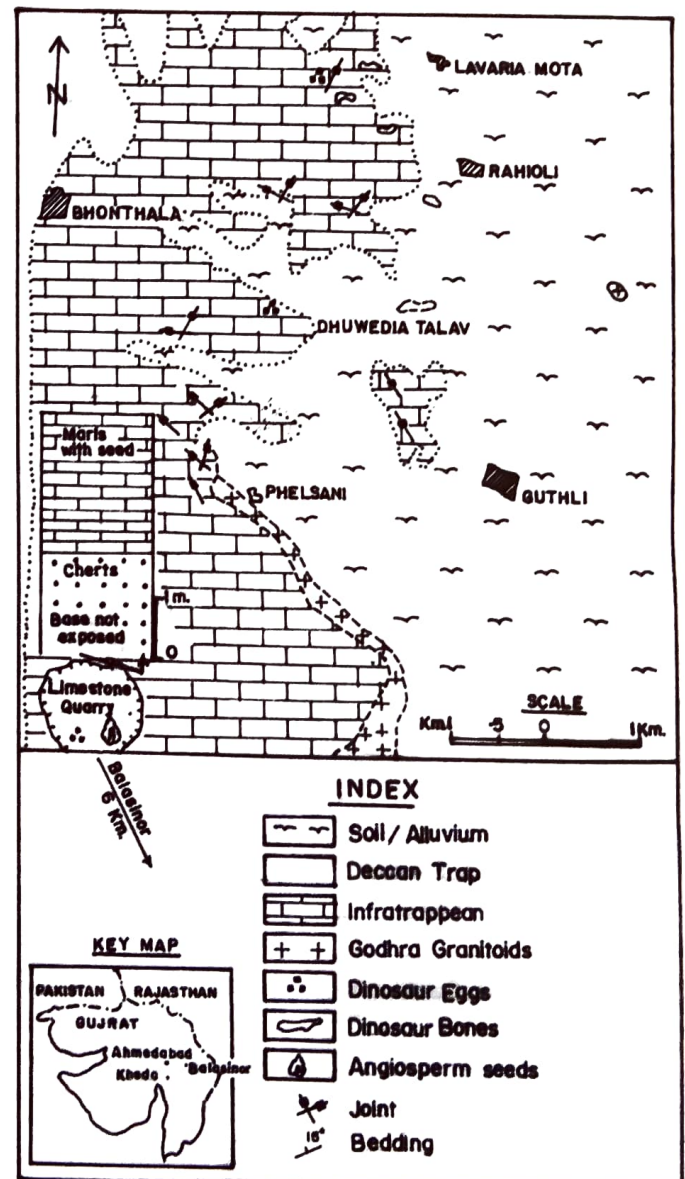 N
LAVARIA MOTA
RAHIOLI
BHONTHALA
DHUWEDIA TALAV
Marls
with seed
PHELSANI
GUTHLI
Cherts
1m.
Base not
exposed
0
Limestone
Quarry
SCALE
Km.1 .5 0 1Km.
Balasinor
6 Km.
INDEX
Soil/Alluvium
Deccan Trap
Infratrappean
Godhra Granitoids
Dinosaur Eggs
Dinosaur Bones
Angiosperm seeds
Joint
15°
Bedding
KEY MAP
PAKISTAN
RAJASTHAN
GUJRAT
Ahmedabad
Balasinor
Kheda